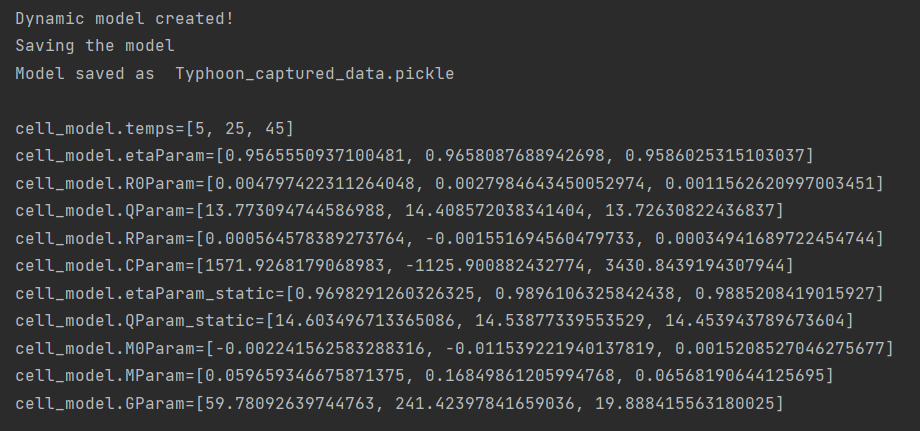 Dynamic model created!
Saving the model
Model saved as  Typhoon_captured_data.pickle
cell_model.temps=[5, 25, 45]
cell_model.etaParam=[0.9565550937100481, 0.9658087688942698, 0.9586025315103037]
cell_model.R0Param=[0.004797422311264048, 0.0027984643450052974, 0.0011562620997003451]
cell_model.QParam=[13.773094744586988, 14.408572038341404, 13.72630822436837]
cell_model.RParam=[0.000564578389273764, -0.001551694560479733, 0.00034941689722454744]
cell_model.CParam=[1571.9268179068983, -1125.900882432774, 3430.8439194307944]
cell_model.etaParam_static=[0.9698291260326325, 0.9896106325842438, 0.9885208419015927]
cell_model.QParam_static=[14.603496713365086, 14.53877339553529, 14.453943789673604]
cell_model.M0Param=[-0.002241562583288316, -0.011539221940137819, 0.0015208527046275677]
cell_model.MParam=[0.059659346675871375, 0.16849861205994768, 0.06568190644125695]
cell_model.GParam=[59.78092639744763, 241.42397841659036, 19.888415563180025]